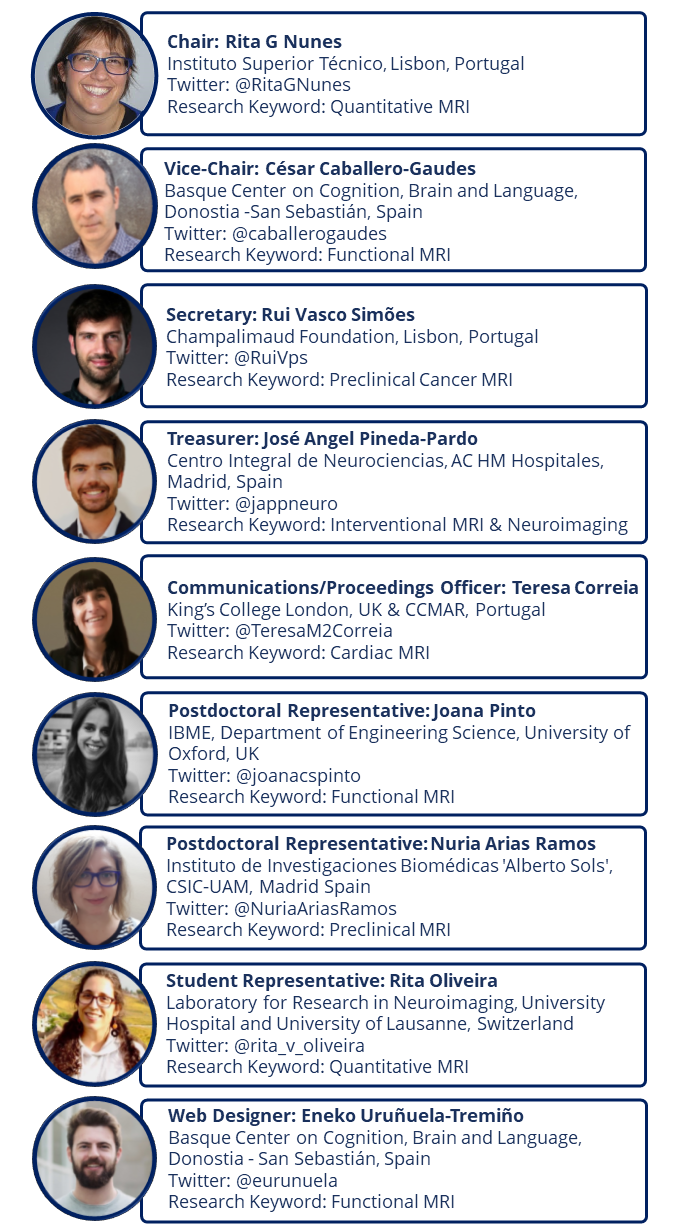 Chair: Rita G Nunes
Instituto Superior Técnico, Lisbon, Portugal
Twitter: @RitaGNunes
Research Keyword: Quantitative MRI
Vice-Chair: César Caballero-Gaudes
Basque Center on Cognition, Brain and Language,
Donostia -San Sebastián, Spain
Twitter: @caballerogaudes
Research Keyword: Functional MRI
Secretary: Rui Vasco Simões
Champalimaud Foundation, Lisbon, Portugal
Twitter: @RuiVps
Research Keyword: Preclinical Cancer MRI
Treasurer: José Angel Pineda-Pardo
Centro Integral de Neurociencias, AC HM Hospitales,
Madrid, Spain
Twitter: @jappneuro
Research Keyword: Interventional MRI & Neuroimaging
Communications/Proceedings Officer: Teresa Correia
King’s College London, UK & CCMAR, Portugal
Twitter: @TeresaM2Correia
Research Keyword: Cardiac MRI
Postdoctoral Representative: Joana Pinto
IBME, Department of Engineering Science, University of
Oxford, UK
Twitter: @joanacspinto
Research Keyword: Functional MRI
Postdoctoral Representative: Nuria Arias Ramos
Instituto de Investigaciones Biomédicas 'Alberto Sols',
CSIC-UAM, Madrid Spain
Twitter: @NuriaAriasRamos
Research Keyword: Preclinical MRI
Student Representative: Rita Oliveira
Laboratory for Research in Neuroimaging, University
Hospital and University of Lausanne, Switzerland
Twitter: @rita_v_oliveira
Research Keyword: Quantitative MRI
Web Designer: Eneko Uruñuela-Tremiño
Basque Center on Cognition, Brain and Language,
Donostia - San Sebastián, Spain
Twitter: @eurunuela
Research Keyword: Functional MRI